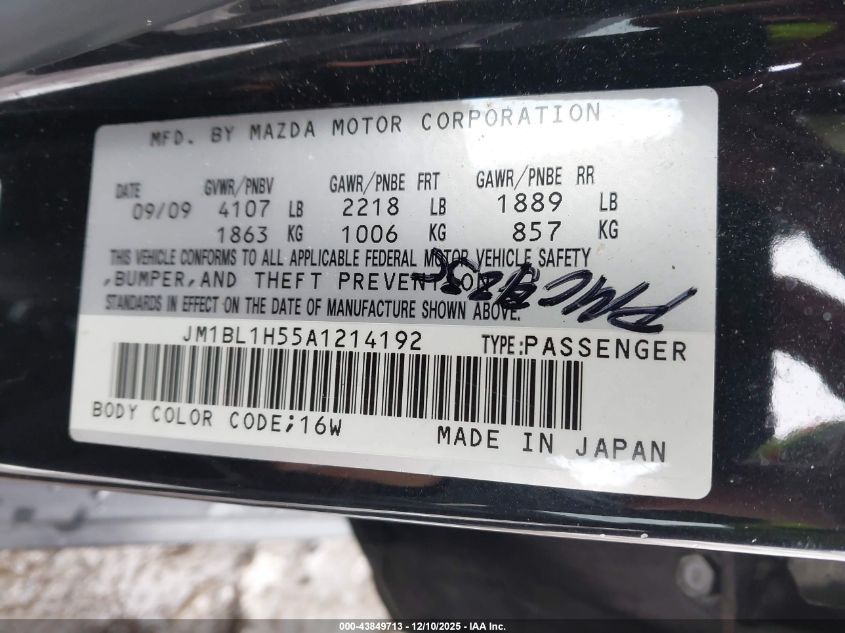 MFD. BY MAZDA MOTOR CORPORATION
DATE GVWR/PNBV GAWR/PNBE FRT GAWR/PNBE RR
09/09 4107 LB 2218 LB 1889 LB
1863 KG 1006 KG 857 KG
THIS VEHICLE CONFORMS TO ALL APPLICABLE FEDERAL MOTOR VEHICLE SAFETY
,BUMPER,AND THEFT PREVENTION
STANDARDS IN EFFECT ON THE DATE OF MANUFACTURE SHOWN ABOVE.
JM1BL1H55A1214192 TYPE:PASSENGER
BODY COLOR CODE;16W
MADE IN JAPAN
000-43849713 - 12/10/2025 - IAA Inc.